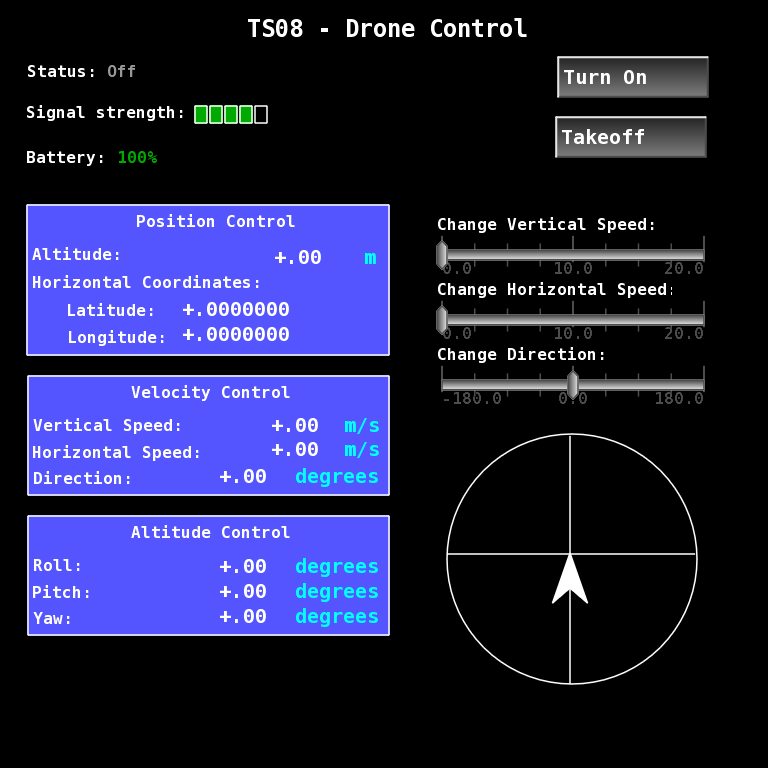 TS08 - Drone Control
Status: Off
Turn On
Signal strength:
Takeoff
Battery: 100%
Position Control
Altitude: +.00 m
Horizontal Coordinates:
Latitude: +.0000000
Longitude: +.0000000
Change Vertical Speed:
0.0 10.0 20.0
Change Horizontal Speed:
0.0 10.0 20.0
Change Direction:
-180.0 0.0 180.0
Velocity Control
Vertical Speed: +.00 m/s
Horizontal Speed: +.00 m/s
Direction: +.00 degrees
Altitude Control
Roll: +.00 degrees
Pitch: +.00 degrees
Yaw: +.00 degrees